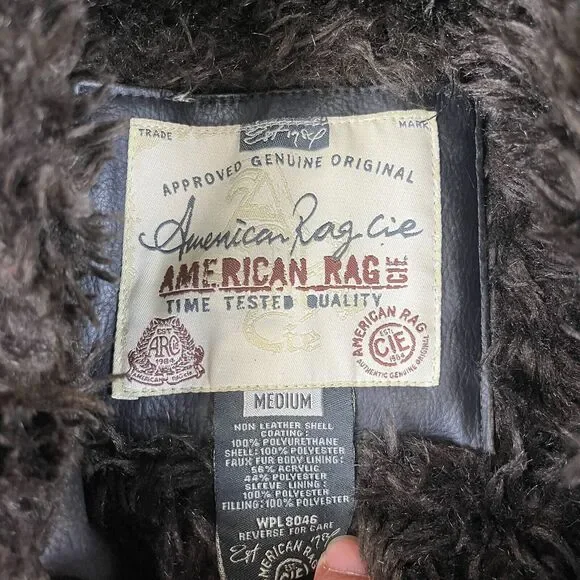 Est 1984
TRADE MARK
APPROVED GENUINE ORIGINAL
American Rag Cie
AMERICAN RAG CIE
TIME TESTED QUALITY
EST
ARC
1984
AMERICAN RAG
CIE
EST.
1984
AUTHENTIC GENUINE ORIGINAL
MEDIUM
NON LEATHER SHELL
COATING:
100% POLYURETHANE
SHELL: 100% POLYESTER
FAUX FUR BODY LINING:
56% ACRYLIC
44% POLYESTER
SLEEVE LINING:
100% POLYESTER
FILLING: 100% POLYESTER
WPL 8046
REVERSE FOR CARE
Est 1984
AMERICAN RAG
CIE